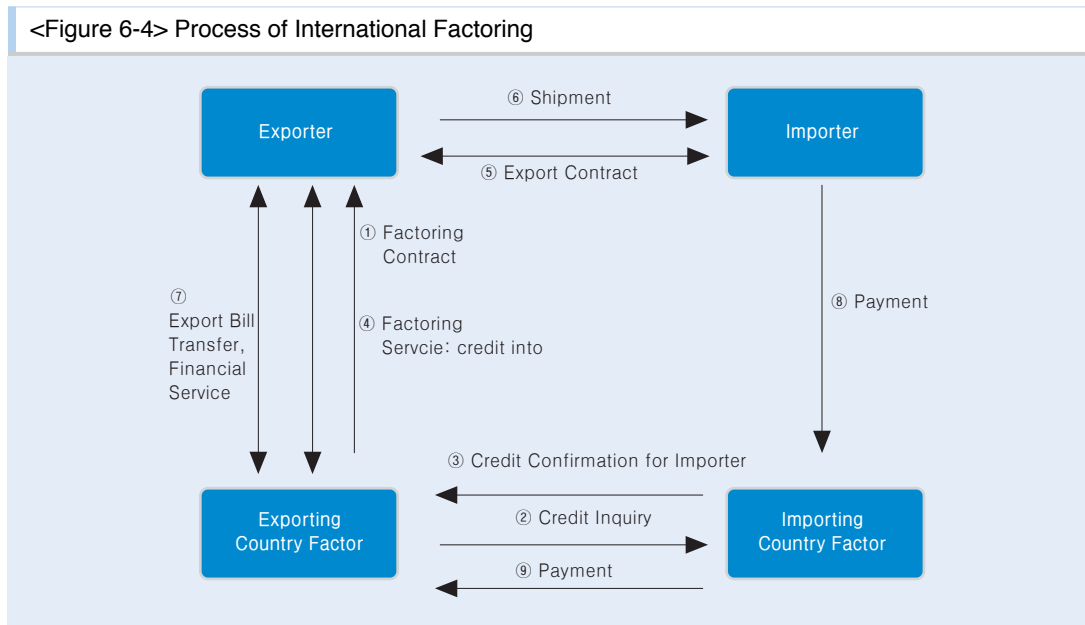 <Figure 6-4> Process of International Factoring
⑥ Shipment
Exporter
Importer
⑤ Export Contract
① Factoring
Contract
⑦
Export Bill
Transfer,
Financial
Service
④ Factoring
Servcie: credit into
⑧ Payment
③ Credit Confirmation for Importer
② Credit Inquiry
Exporting
Country Factor
Importing
Country Factor
⑨ Payment